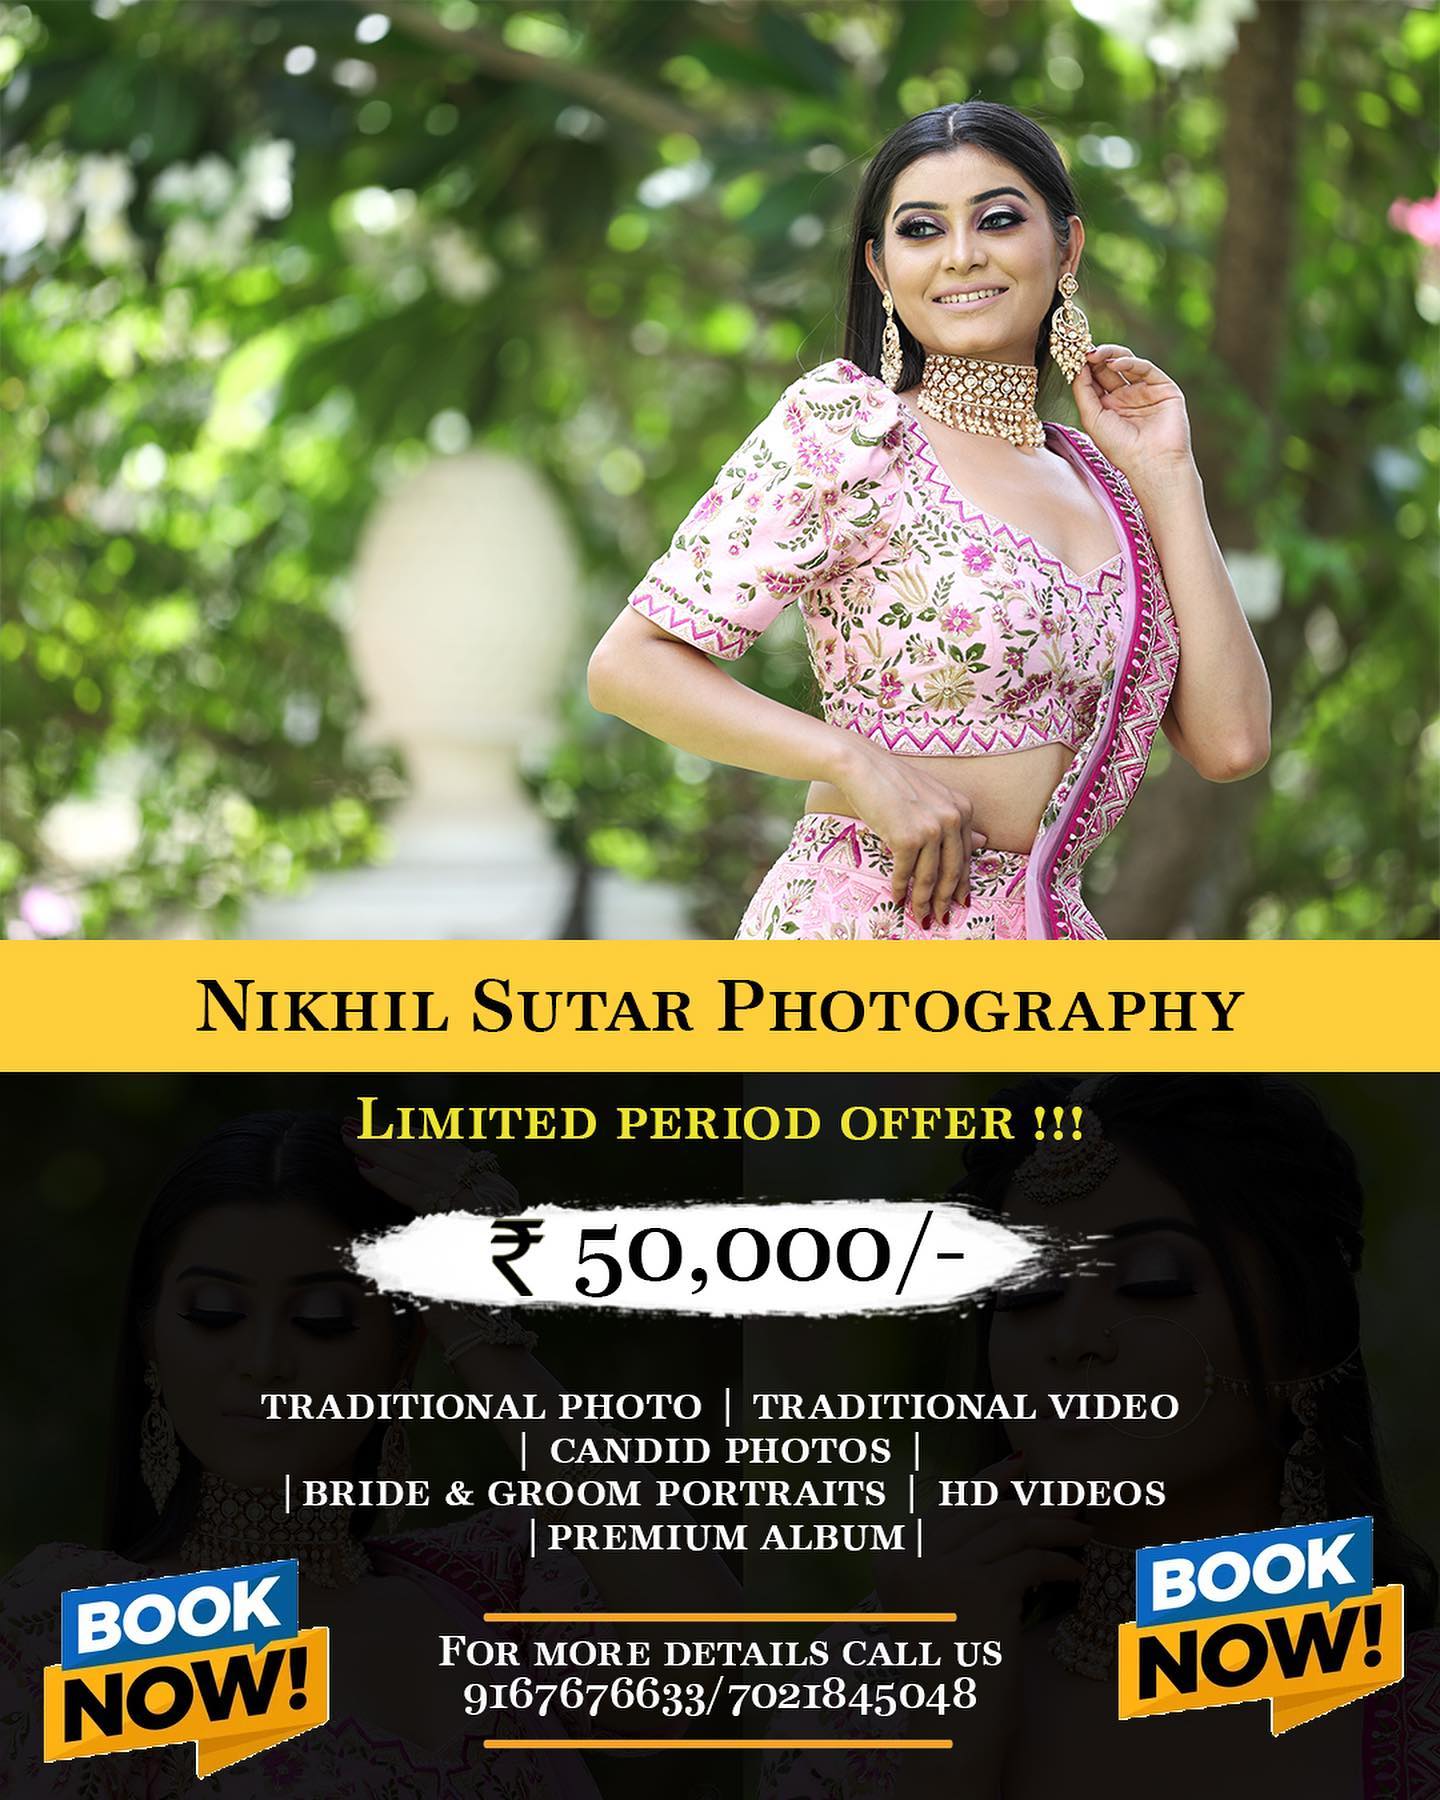 Nikhil Sutar Photography
Limited period offer !!!
₹ 50,000/-
TRADITIONAL PHOTO | TRADITIONAL VIDEO
| CANDID PHOTOS |
|BRIDE & GROOM PORTRAITS | HD VIDEOS
|PREMIUM ALBUM|
BOOK
NOW!
BOOK
NOW!
For more details call us
9167676633/7021845048